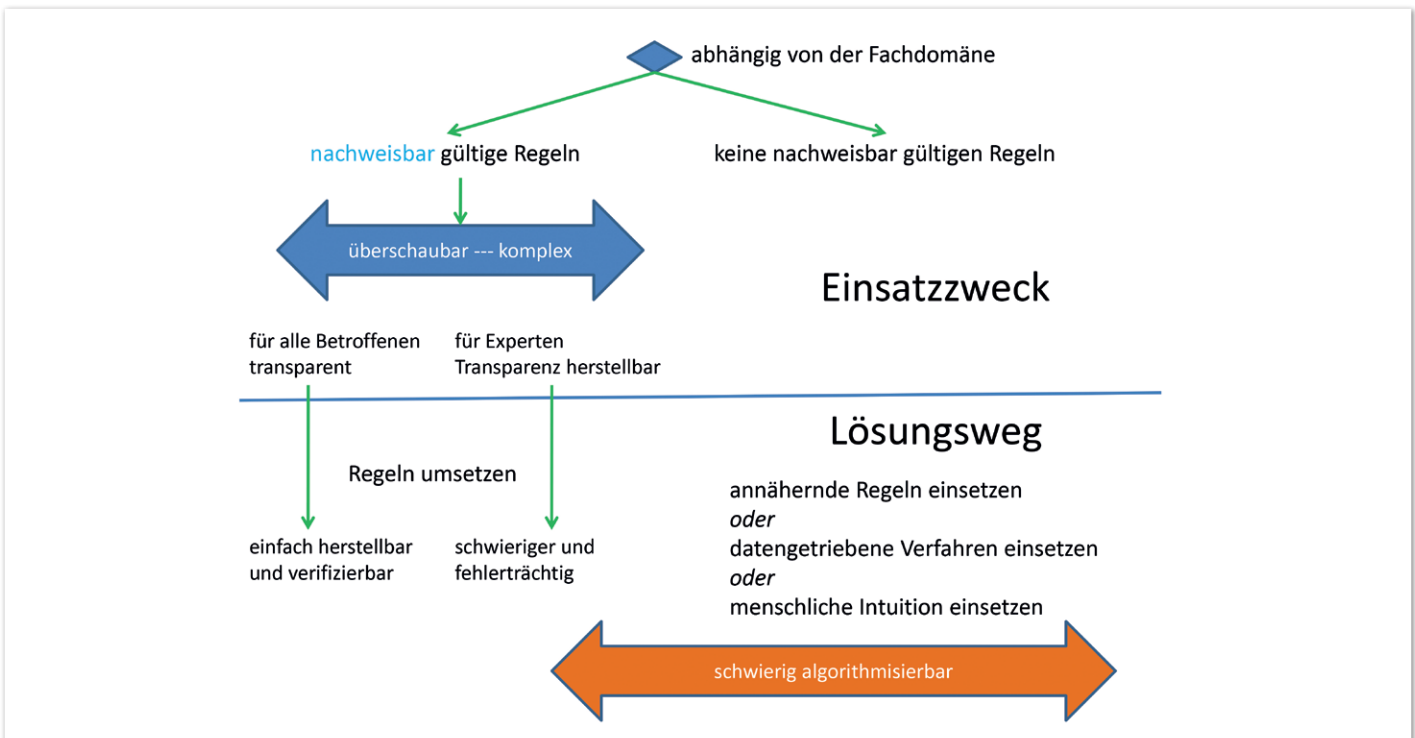 abhängig von der Fachdomäne
nachweisbar gültige Regeln
keine nachweisbar gültigen Regeln
überschaubar --- komplex
Einsatzzweck
für alle Betroffenen
transparent
für Experten
Transparenz herstellbar
Lösungsweg
Regeln umsetzen
einfach herstellbar
und verifizierbar
schwieriger und
fehlerträchtig
annähernde Regeln einsetzen
oder
datengetriebene Verfahren einsetzen
oder
menschliche Intuition einsetzen
schwierig algorithmisierbar